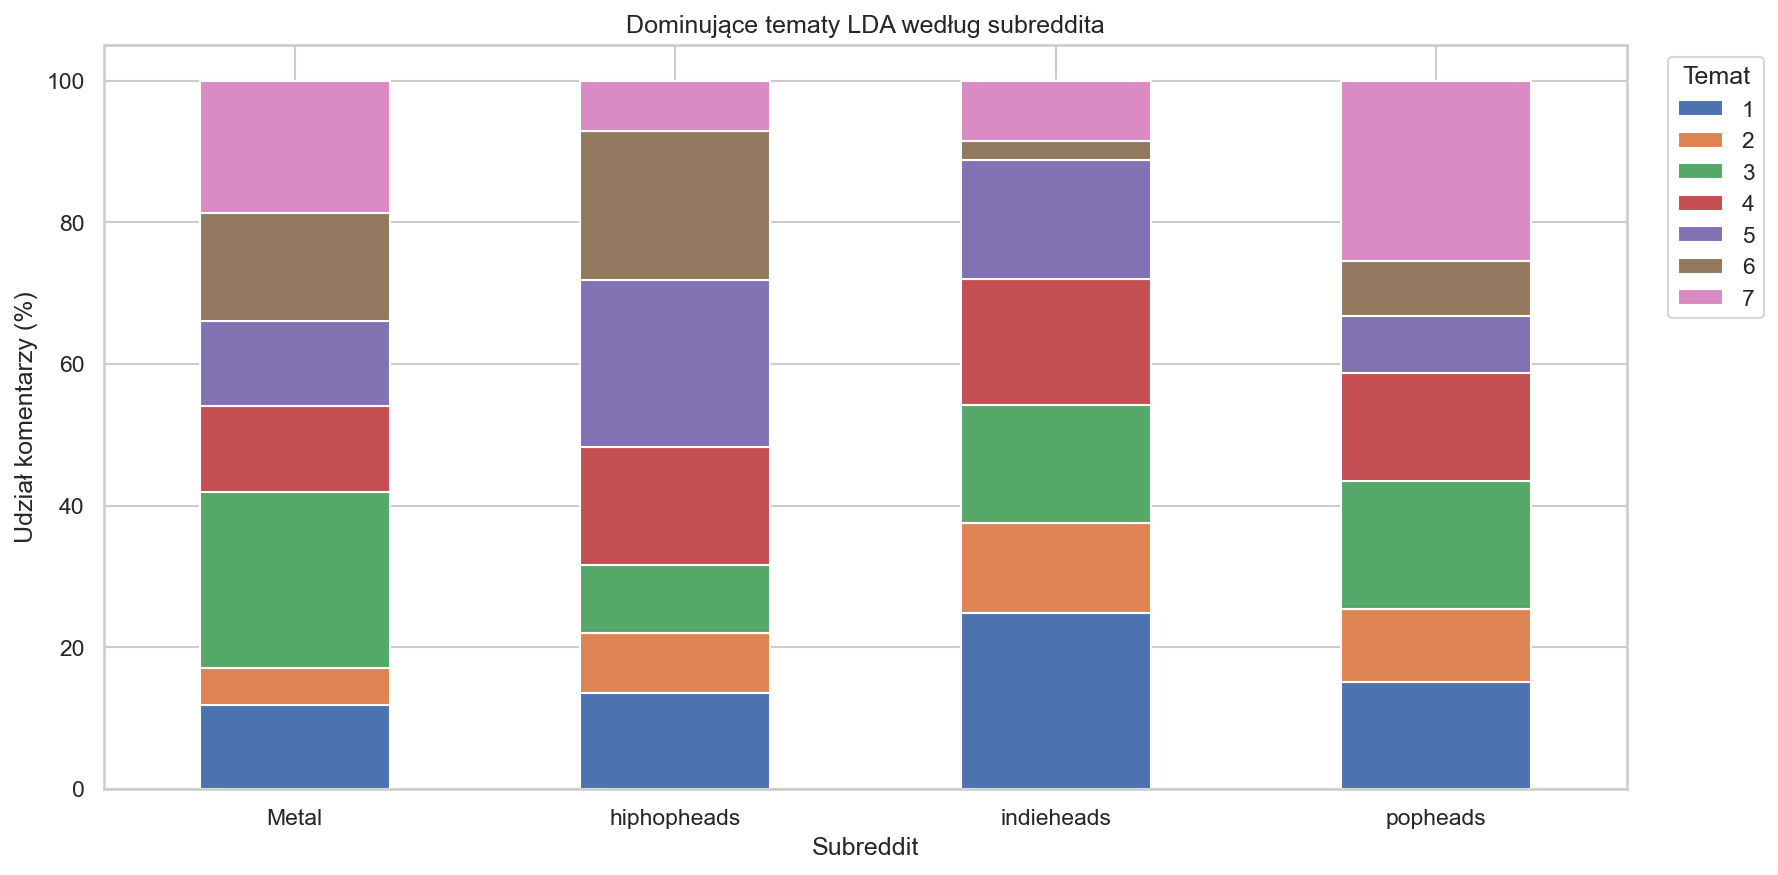 Dominujące tematy LDA według subreddita
Udział komentarzy (%)
100
80
60
40
20
0
Metal
hiphopheads
indieheads
popheads
Subreddit
Temat
1
2
3
4
5
6
7